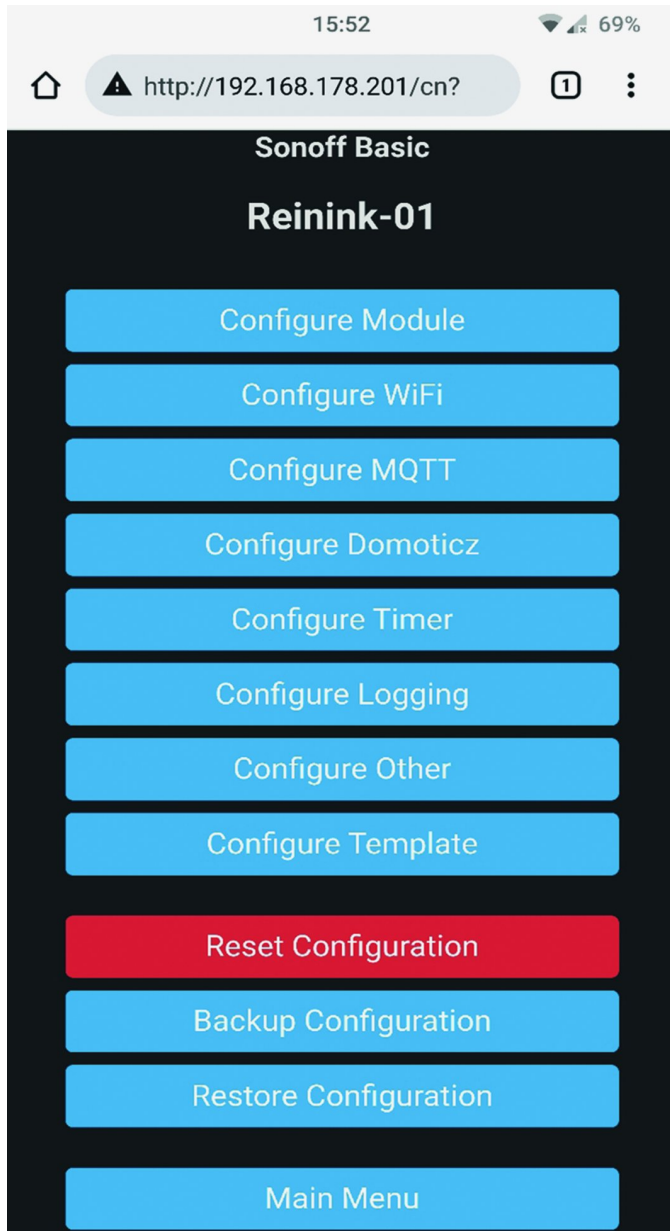 15:52 69%
http://192.168.178.201/cn? 1
Sonoff Basic
Reinink-01
Configure Module
Configure WiFi
Configure MQTT
Configure Domoticz
Configure Timer
Configure Logging
Configure Other
Configure Template
Reset Configuration
Backup Configuration
Restore Configuration
Main Menu